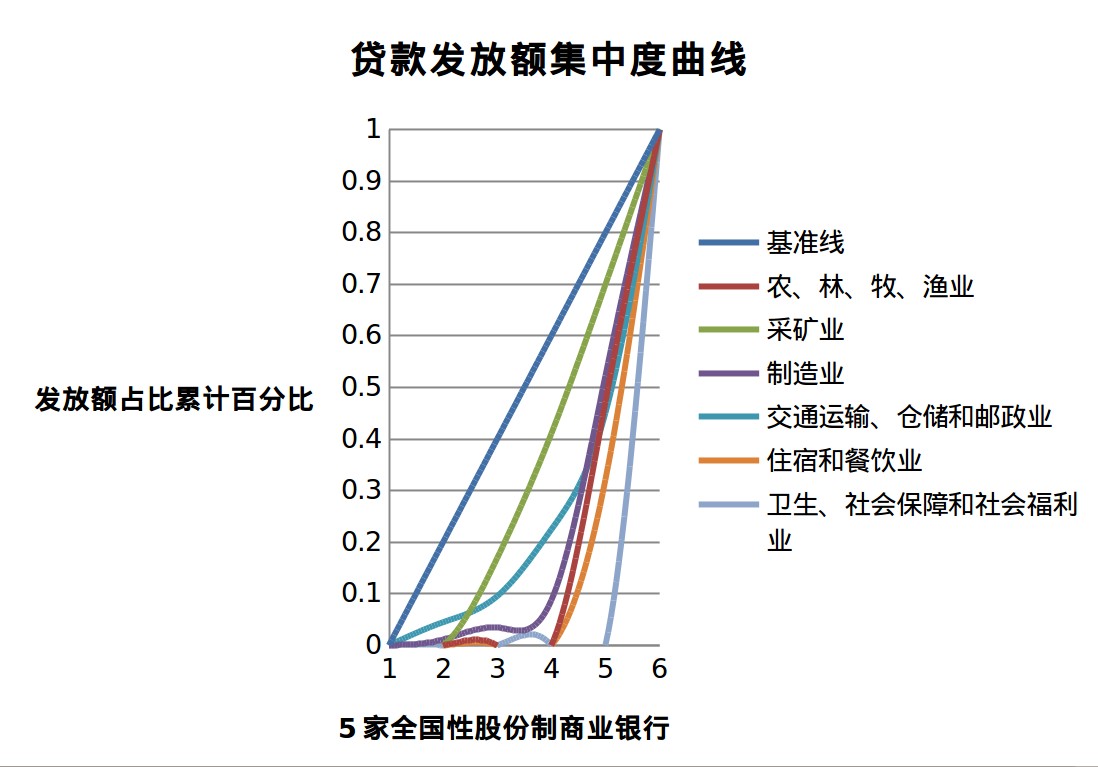 贷款发放额集中度曲线
1
0.9
0.8
0.7
0.6
0.5
0.4
0.3
0.2
0.1
0
1 2 3 4 5 6
发放额占比累计百分比
5 家全国性股份制商业银行
基准线
农、林、牧、渔业
采矿业
制造业
交通运输、仓储和邮政业
住宿和餐饮业
卫生、社会保障和社会福利
业